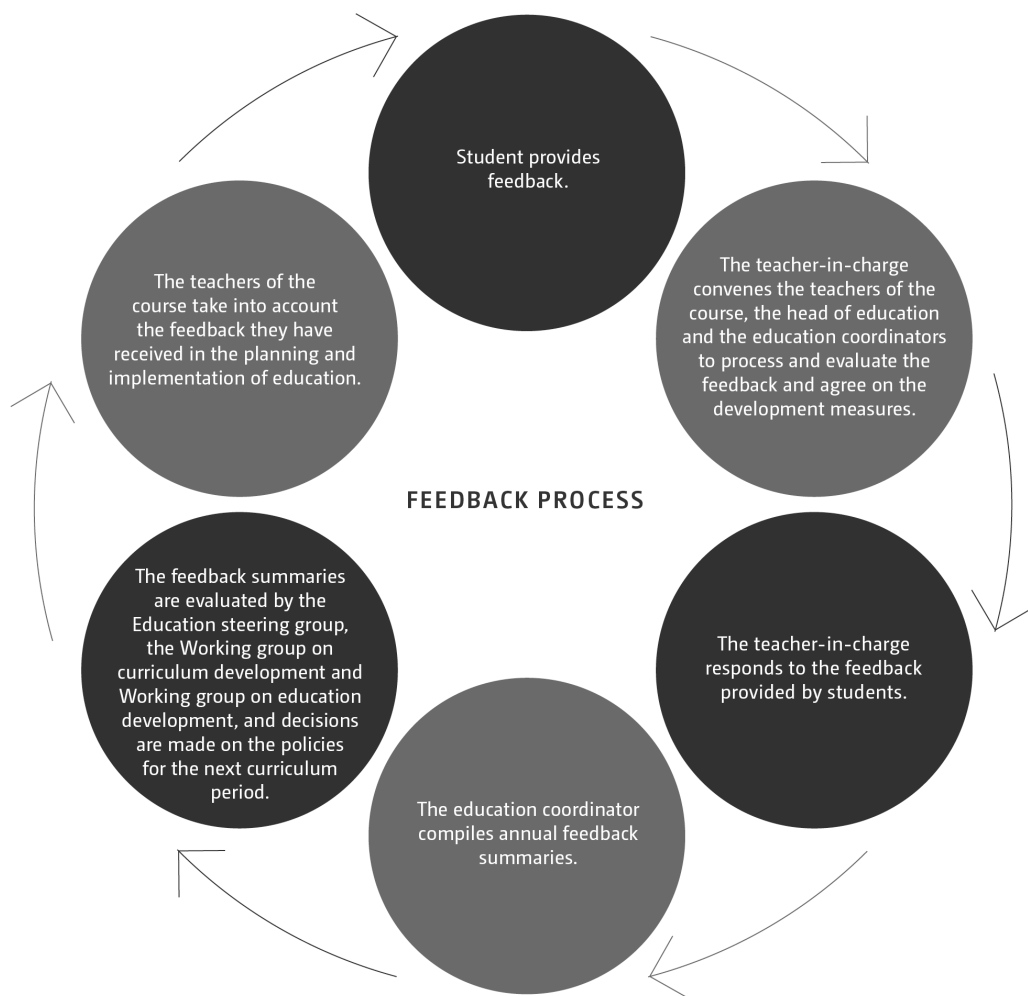 Student provides
feedback.
The teacher-in-charge
convenes the teachers of the
course, the head of education
and the education coordinators
to process and evaluate the
feedback and agree on the
development measures.
The teacher-in-charge
responds to the feedback
provided by students.
The education coordinator
compiles annual feedback
summaries.
The feedback summaries
are evaluated by the
Education steering group,
the Working group on
curriculum development and
Working group on education
development, and decisions
are made on the policies
for the next curriculum
period.
The teachers of the
course take into account
the feedback they have
received in the planning and
implementation of education.
FEEDBACK PROCESS